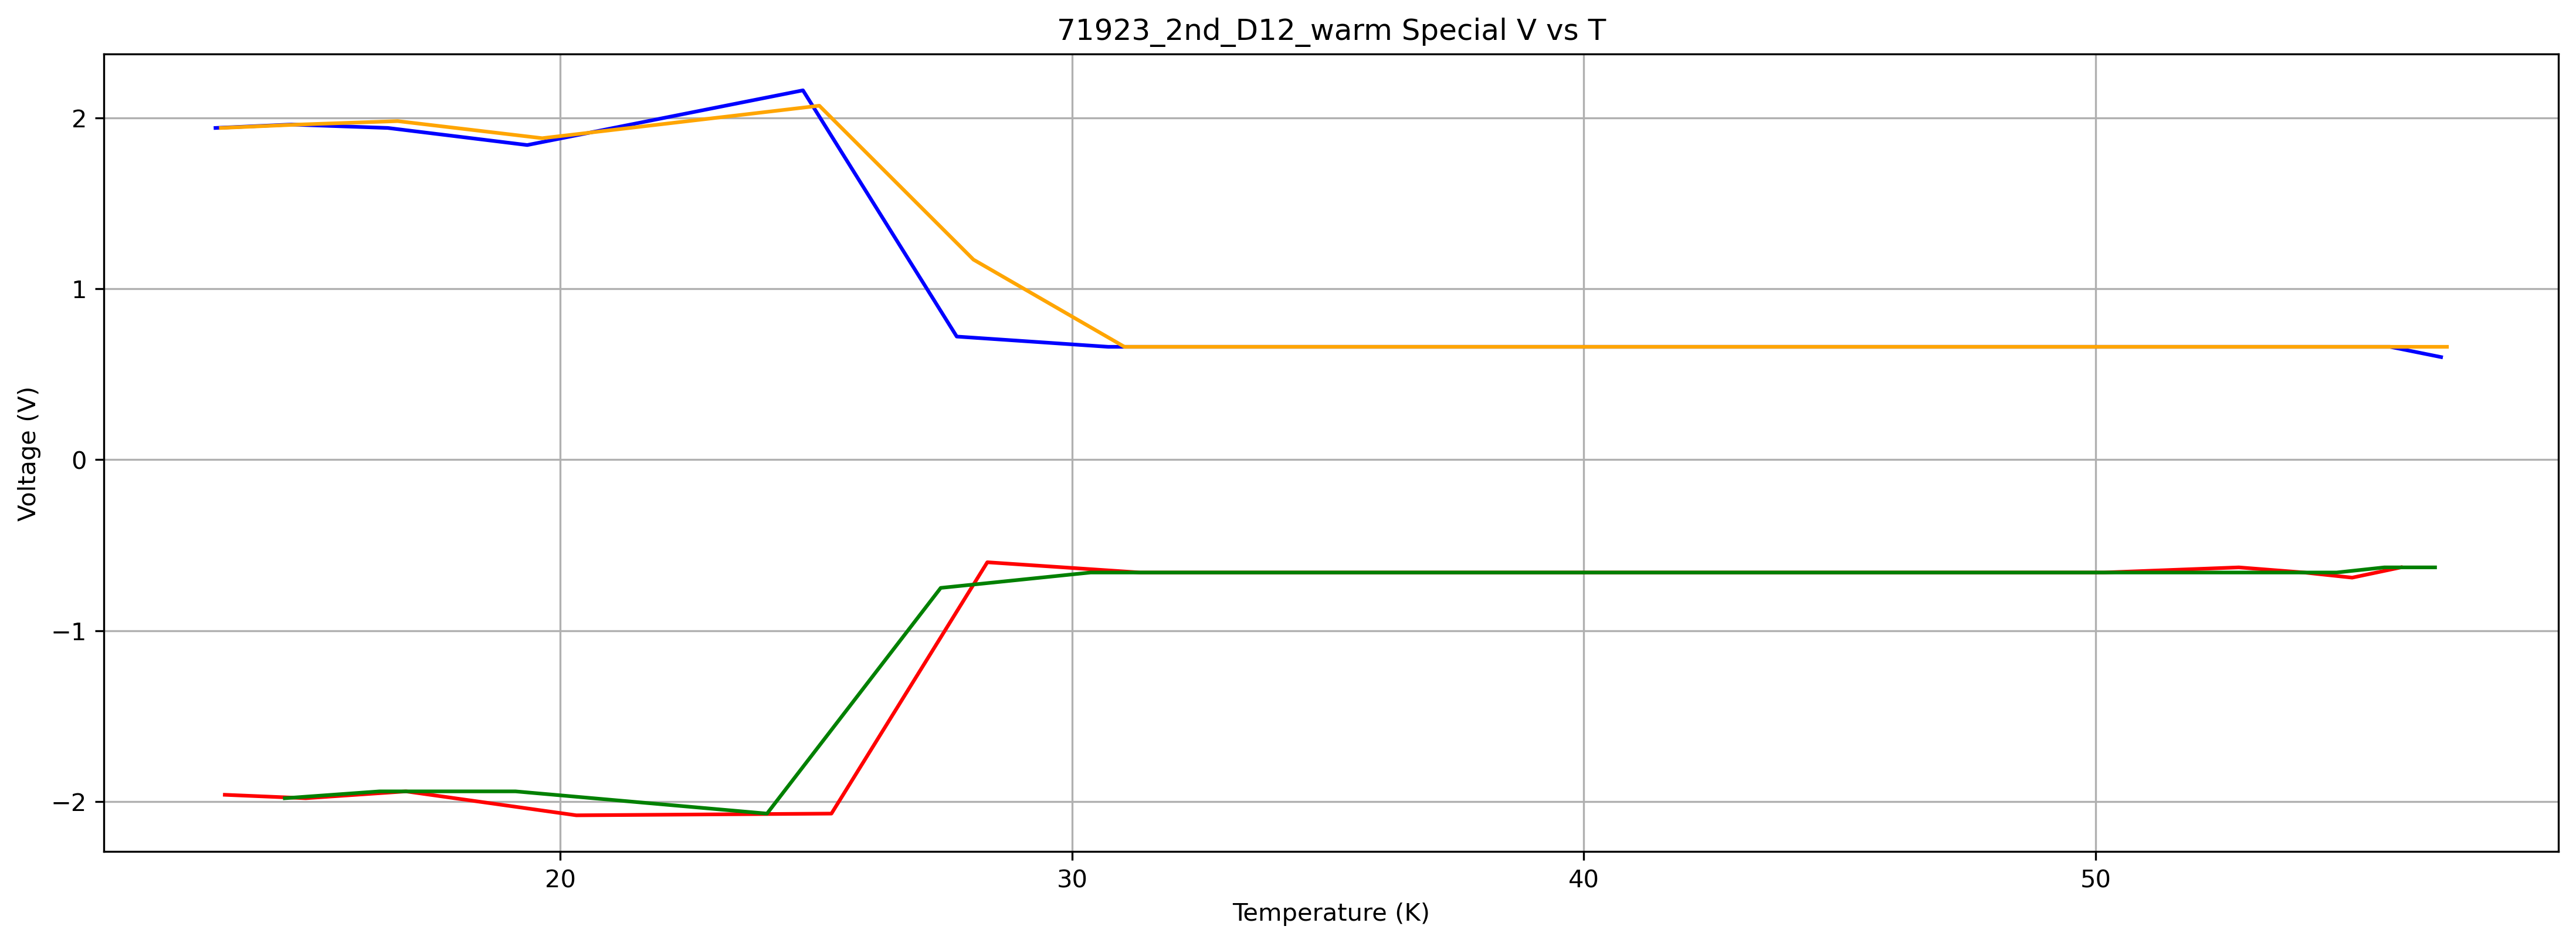 71923_2nd_D12_warm Special V vs T
Voltage (V)
2
1
0
−1
−2
20 30 40 50
Temperature (K)